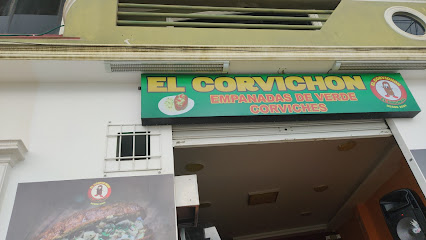 EL CORVICHON
EMPANADAS DE VERDE
CORVICHES